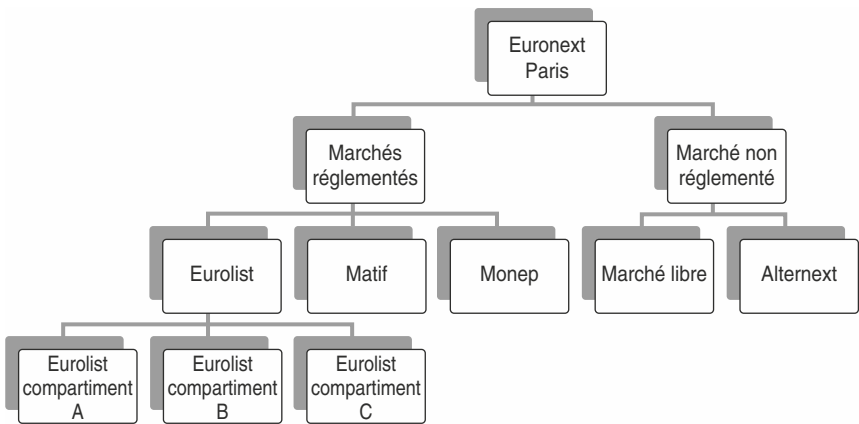 Euronext
Paris
Marchés
réglementés
Marché non
réglementé
Eurolist
Matif
Monep
Marché libre
Alternext
Eurolist
compartiment
A
Eurolist
compartiment
B
Eurolist
compartiment
C